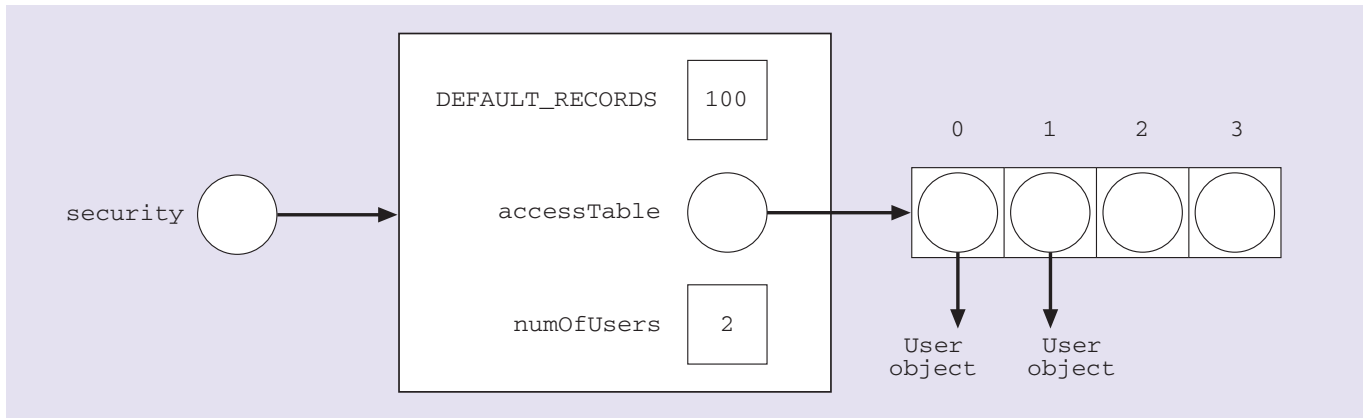 DEFAULT_RECORDS 100
0 1 2 3
security
accessTable
numOfUsers 2
User
object
User
object